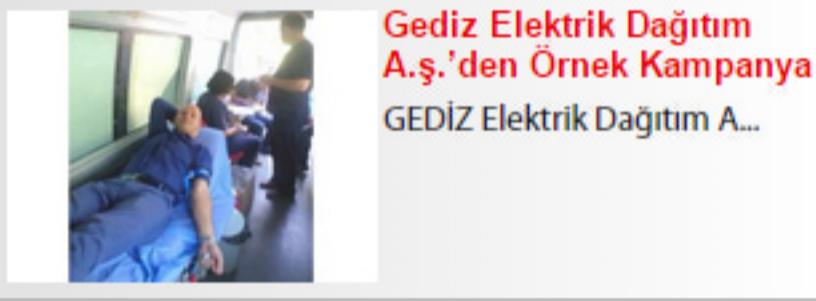 Gediz Elektrik Dağıtım
A.ş.’den Örnek Kampanya
GEDİZ Elektrik Dağıtım A...